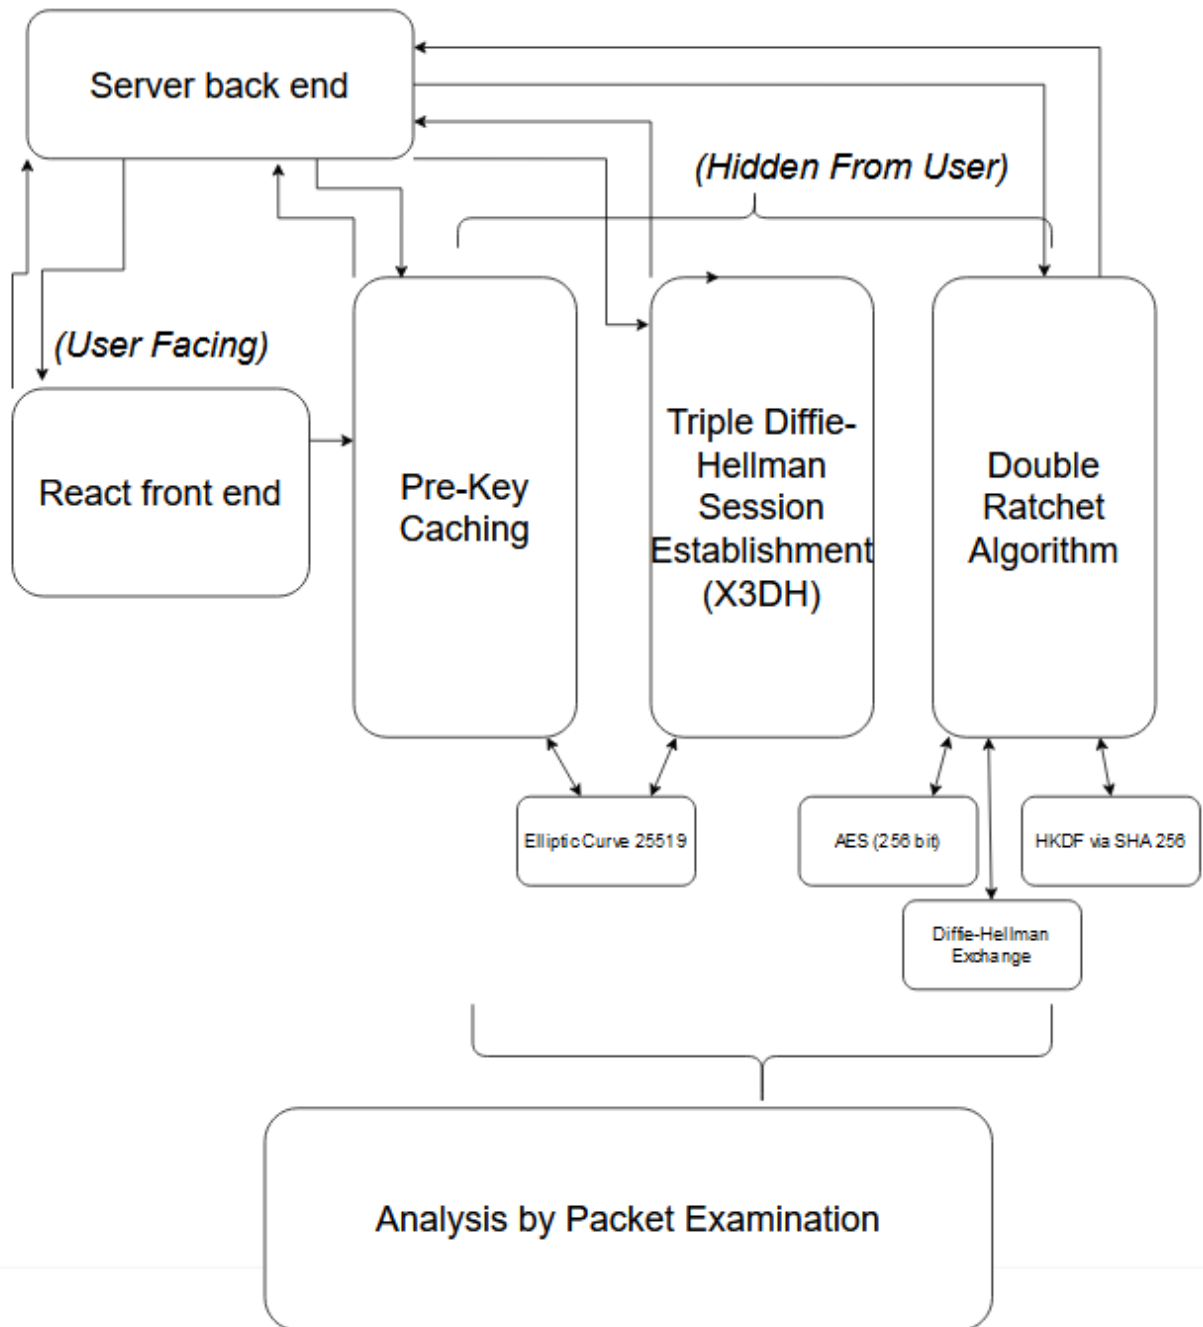 Server back end
(Hidden From User)
(User Facing)
React front end
Pre-Key
Caching
Triple Diffie-
Hellman
Session
Establishment
(X3DH)
Double
Ratchet
Algorithm
Elliptic Curve 25519
AES (256 bit)
HKDF via SHA 256
Diffie-Hellman
Exchange
Analysis by Packet Examination